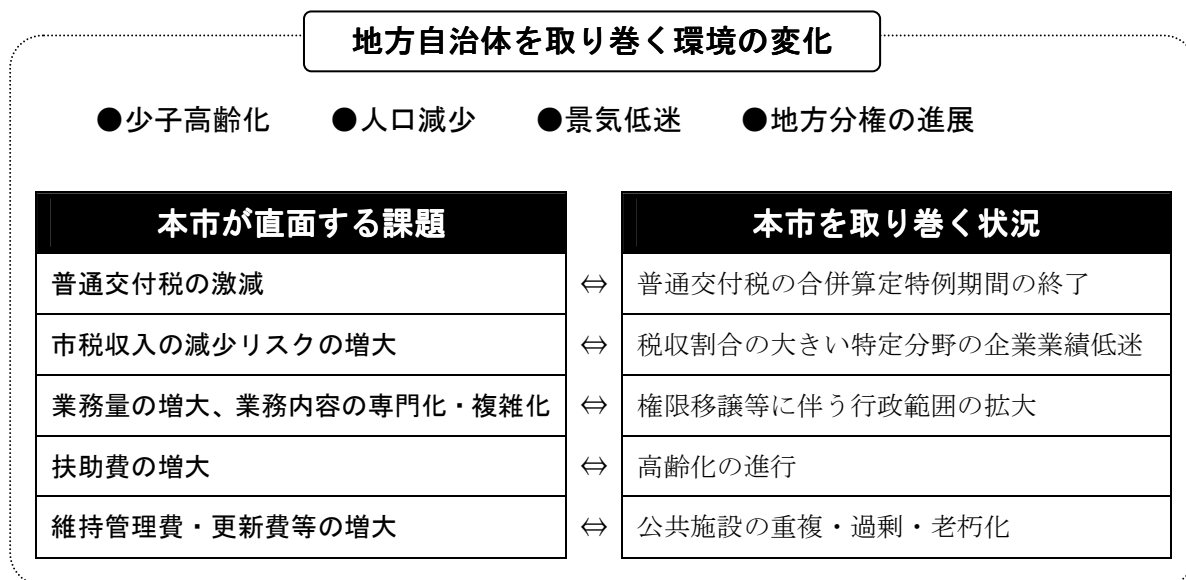 地方自治体を取り巻く環境の変化
●少子高齢化 ●人口減少 ●景気低迷 ●地方分権の進展
本市が直面する課題 本市を取り巻く状況
普通交付税の激減 ⇔ 普通交付税の合併算定特例期間の終了
市税収入の減少リスクの増大 ⇔ 税収割合の大きい特定分野の企業業績低迷
業務量の増大、業務内容の専門化・複雑化 ⇔ 権限移譲等に伴う行政範囲の拡大
扶助費の増大 ⇔ 高齢化の進行
維持管理費・更新費等の増大 ⇔ 公共施設の重複・過剰・老朽化